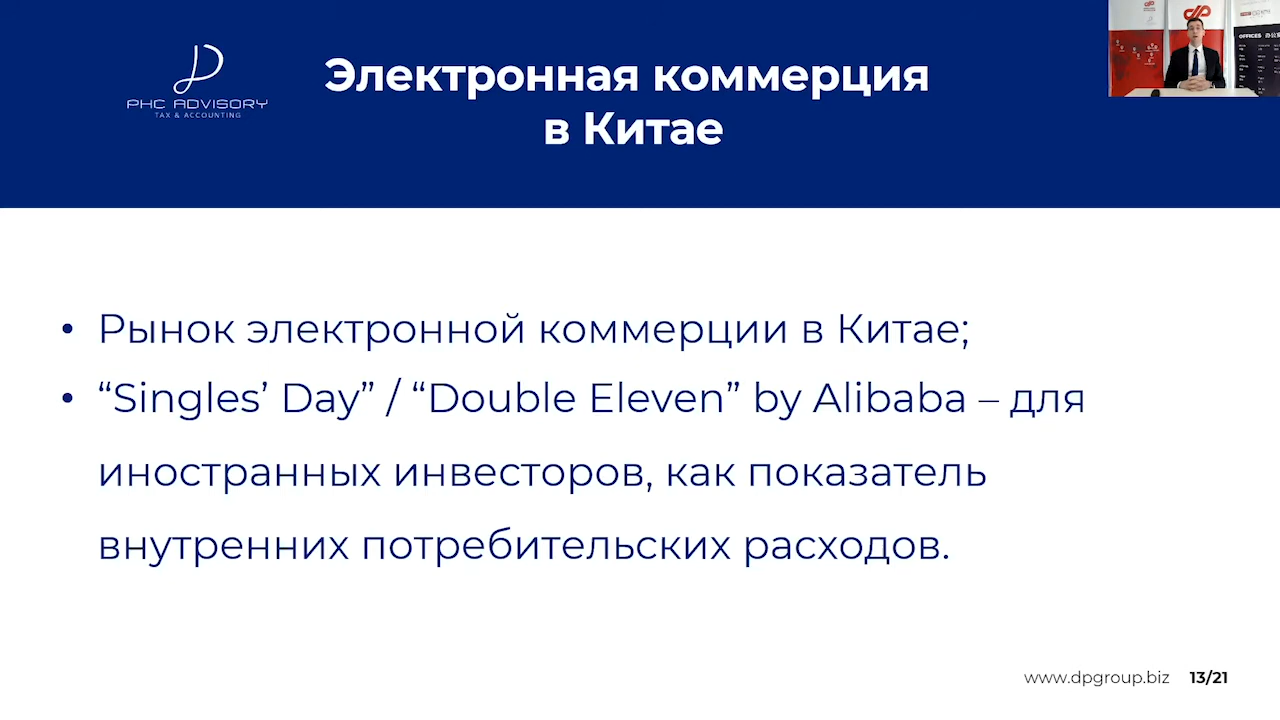 PHC ADVISORY
TAX & ACCOUNTING
Электронная коммерция
в Китае
OFFICES
• Рынок электронной коммерции в Китае;
• “Singles’ Day” / “Double Eleven” by Alibaba – для
иностранных инвесторов, как показатель
внутренних потребительских расходов.
www.dpgroup.biz 13/21